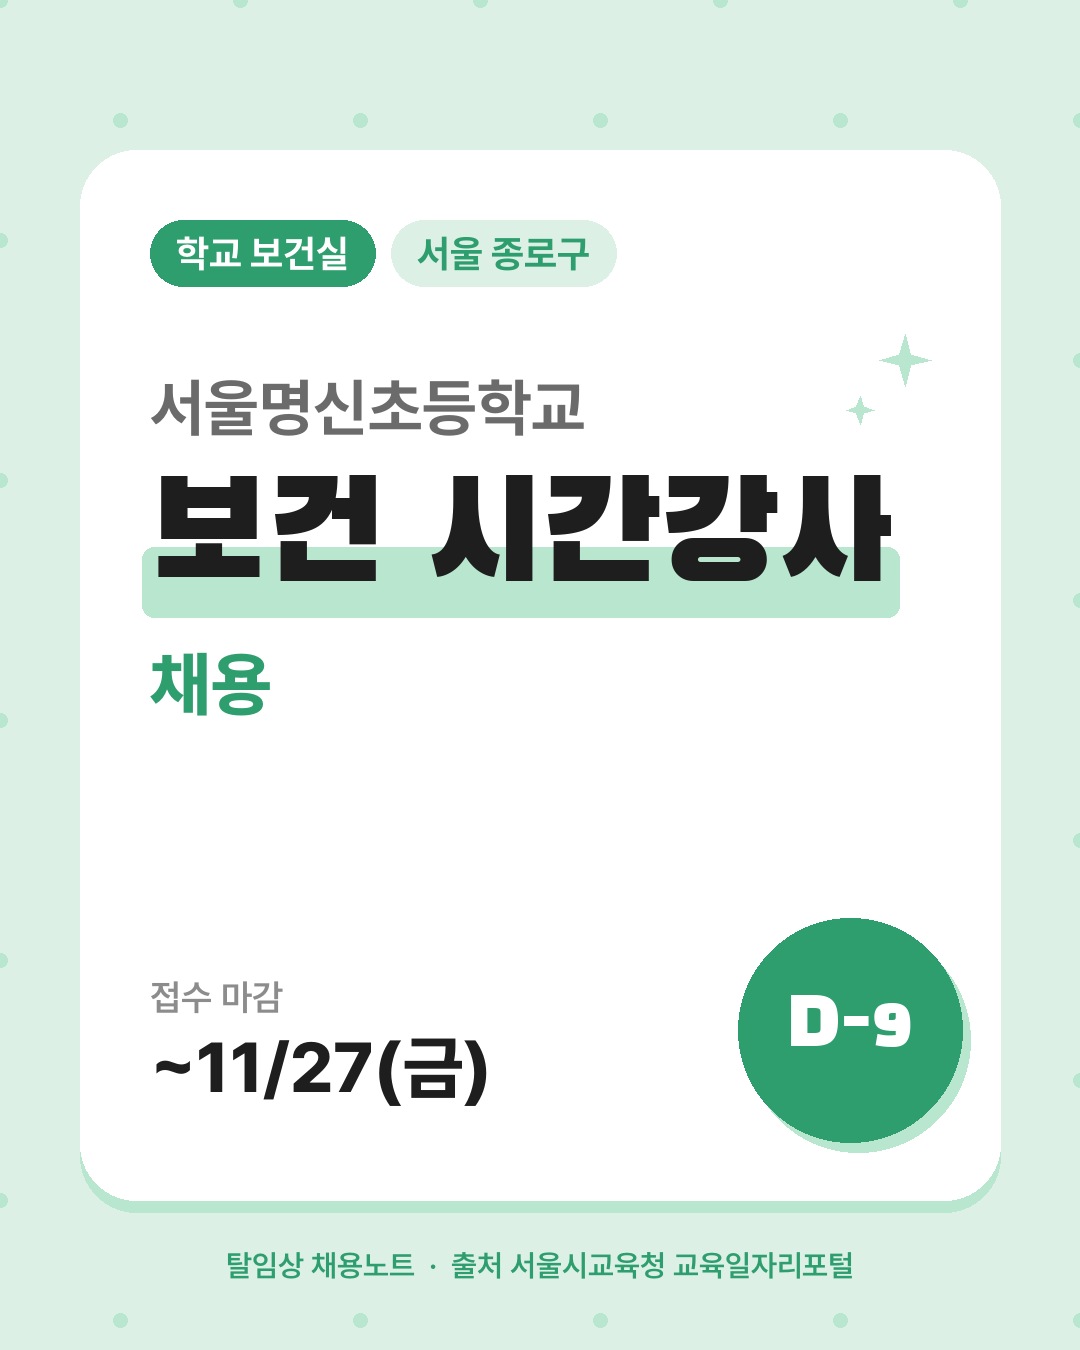 학교 보건실
서울 종로구
서울명신초등학교
보건 시간강사
채용
접수 마감
~11/27(금)
D-9
탈임상 채용노트 · 출처 서울시교육청 교육일자리포털